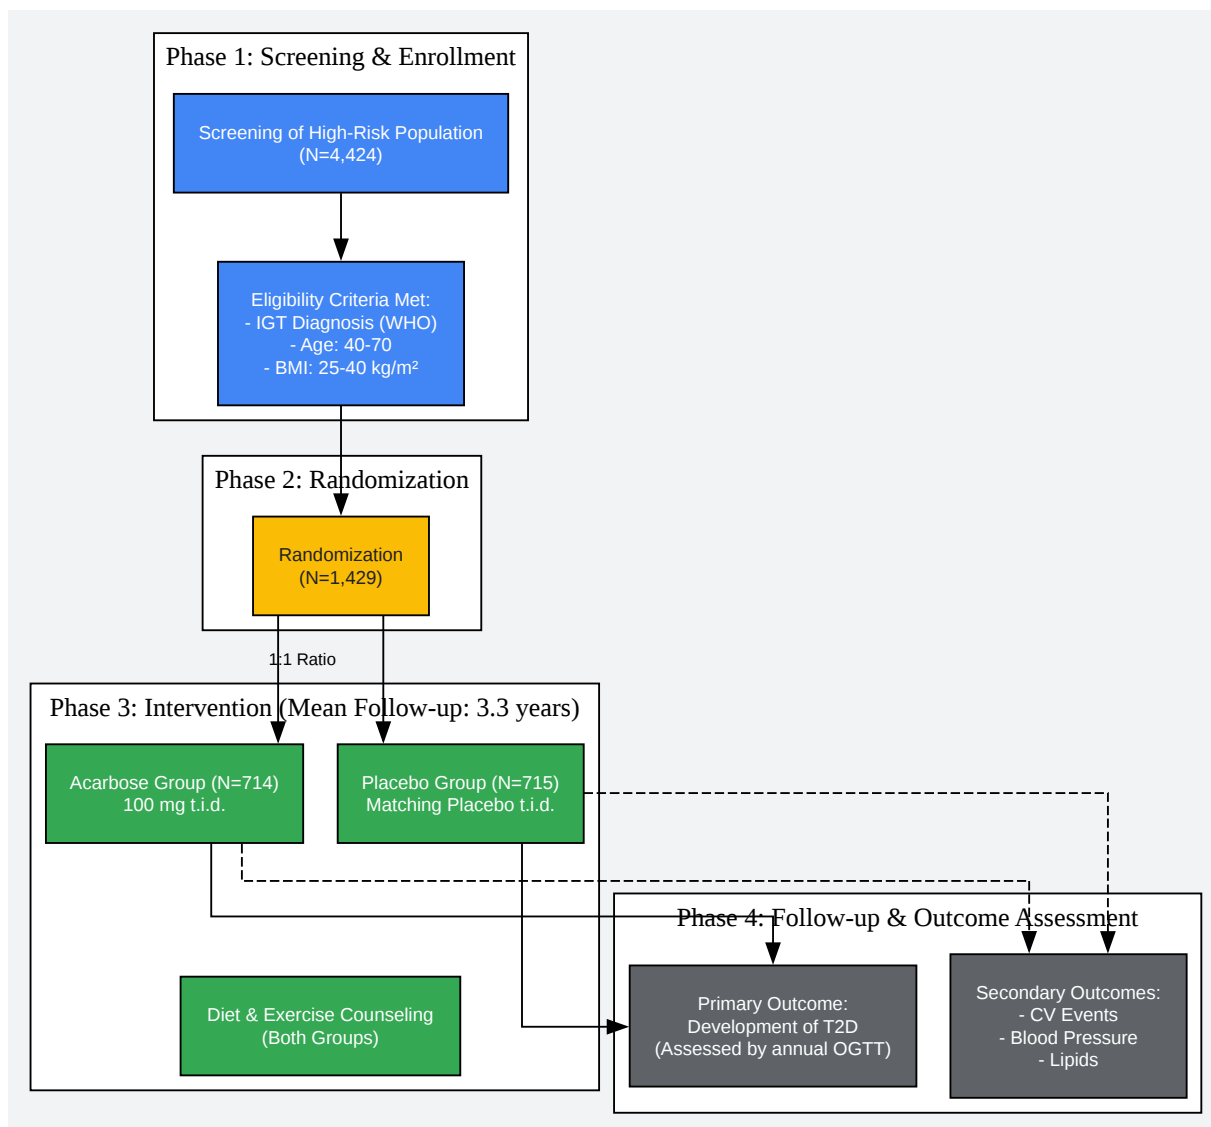 Phase 1: Screening & Enrollment
Screening of High-Risk Population
(N=4,424)
Eligibility Criteria Met:
- IGT Diagnosis (WHO)
- Age: 40-70
- BMI: 25-40 kg/m²
Phase 2: Randomization
Randomization
(N=1,429)
1:1 Ratio
Phase 3: Intervention (Mean Follow-up: 3.3 years)
Acarbose Group (N=714)
100 mg t.i.d.
Placebo Group (N=715)
Matching Placebo t.i.d.
Diet & Exercise Counseling
(Both Groups)
Phase 4: Follow-up & Outcome Assessment
Primary Outcome:
Development of T2D
(Assessed by annual OGTT)
Secondary Outcomes:
- CV Events
- Blood Pressure
- Lipids